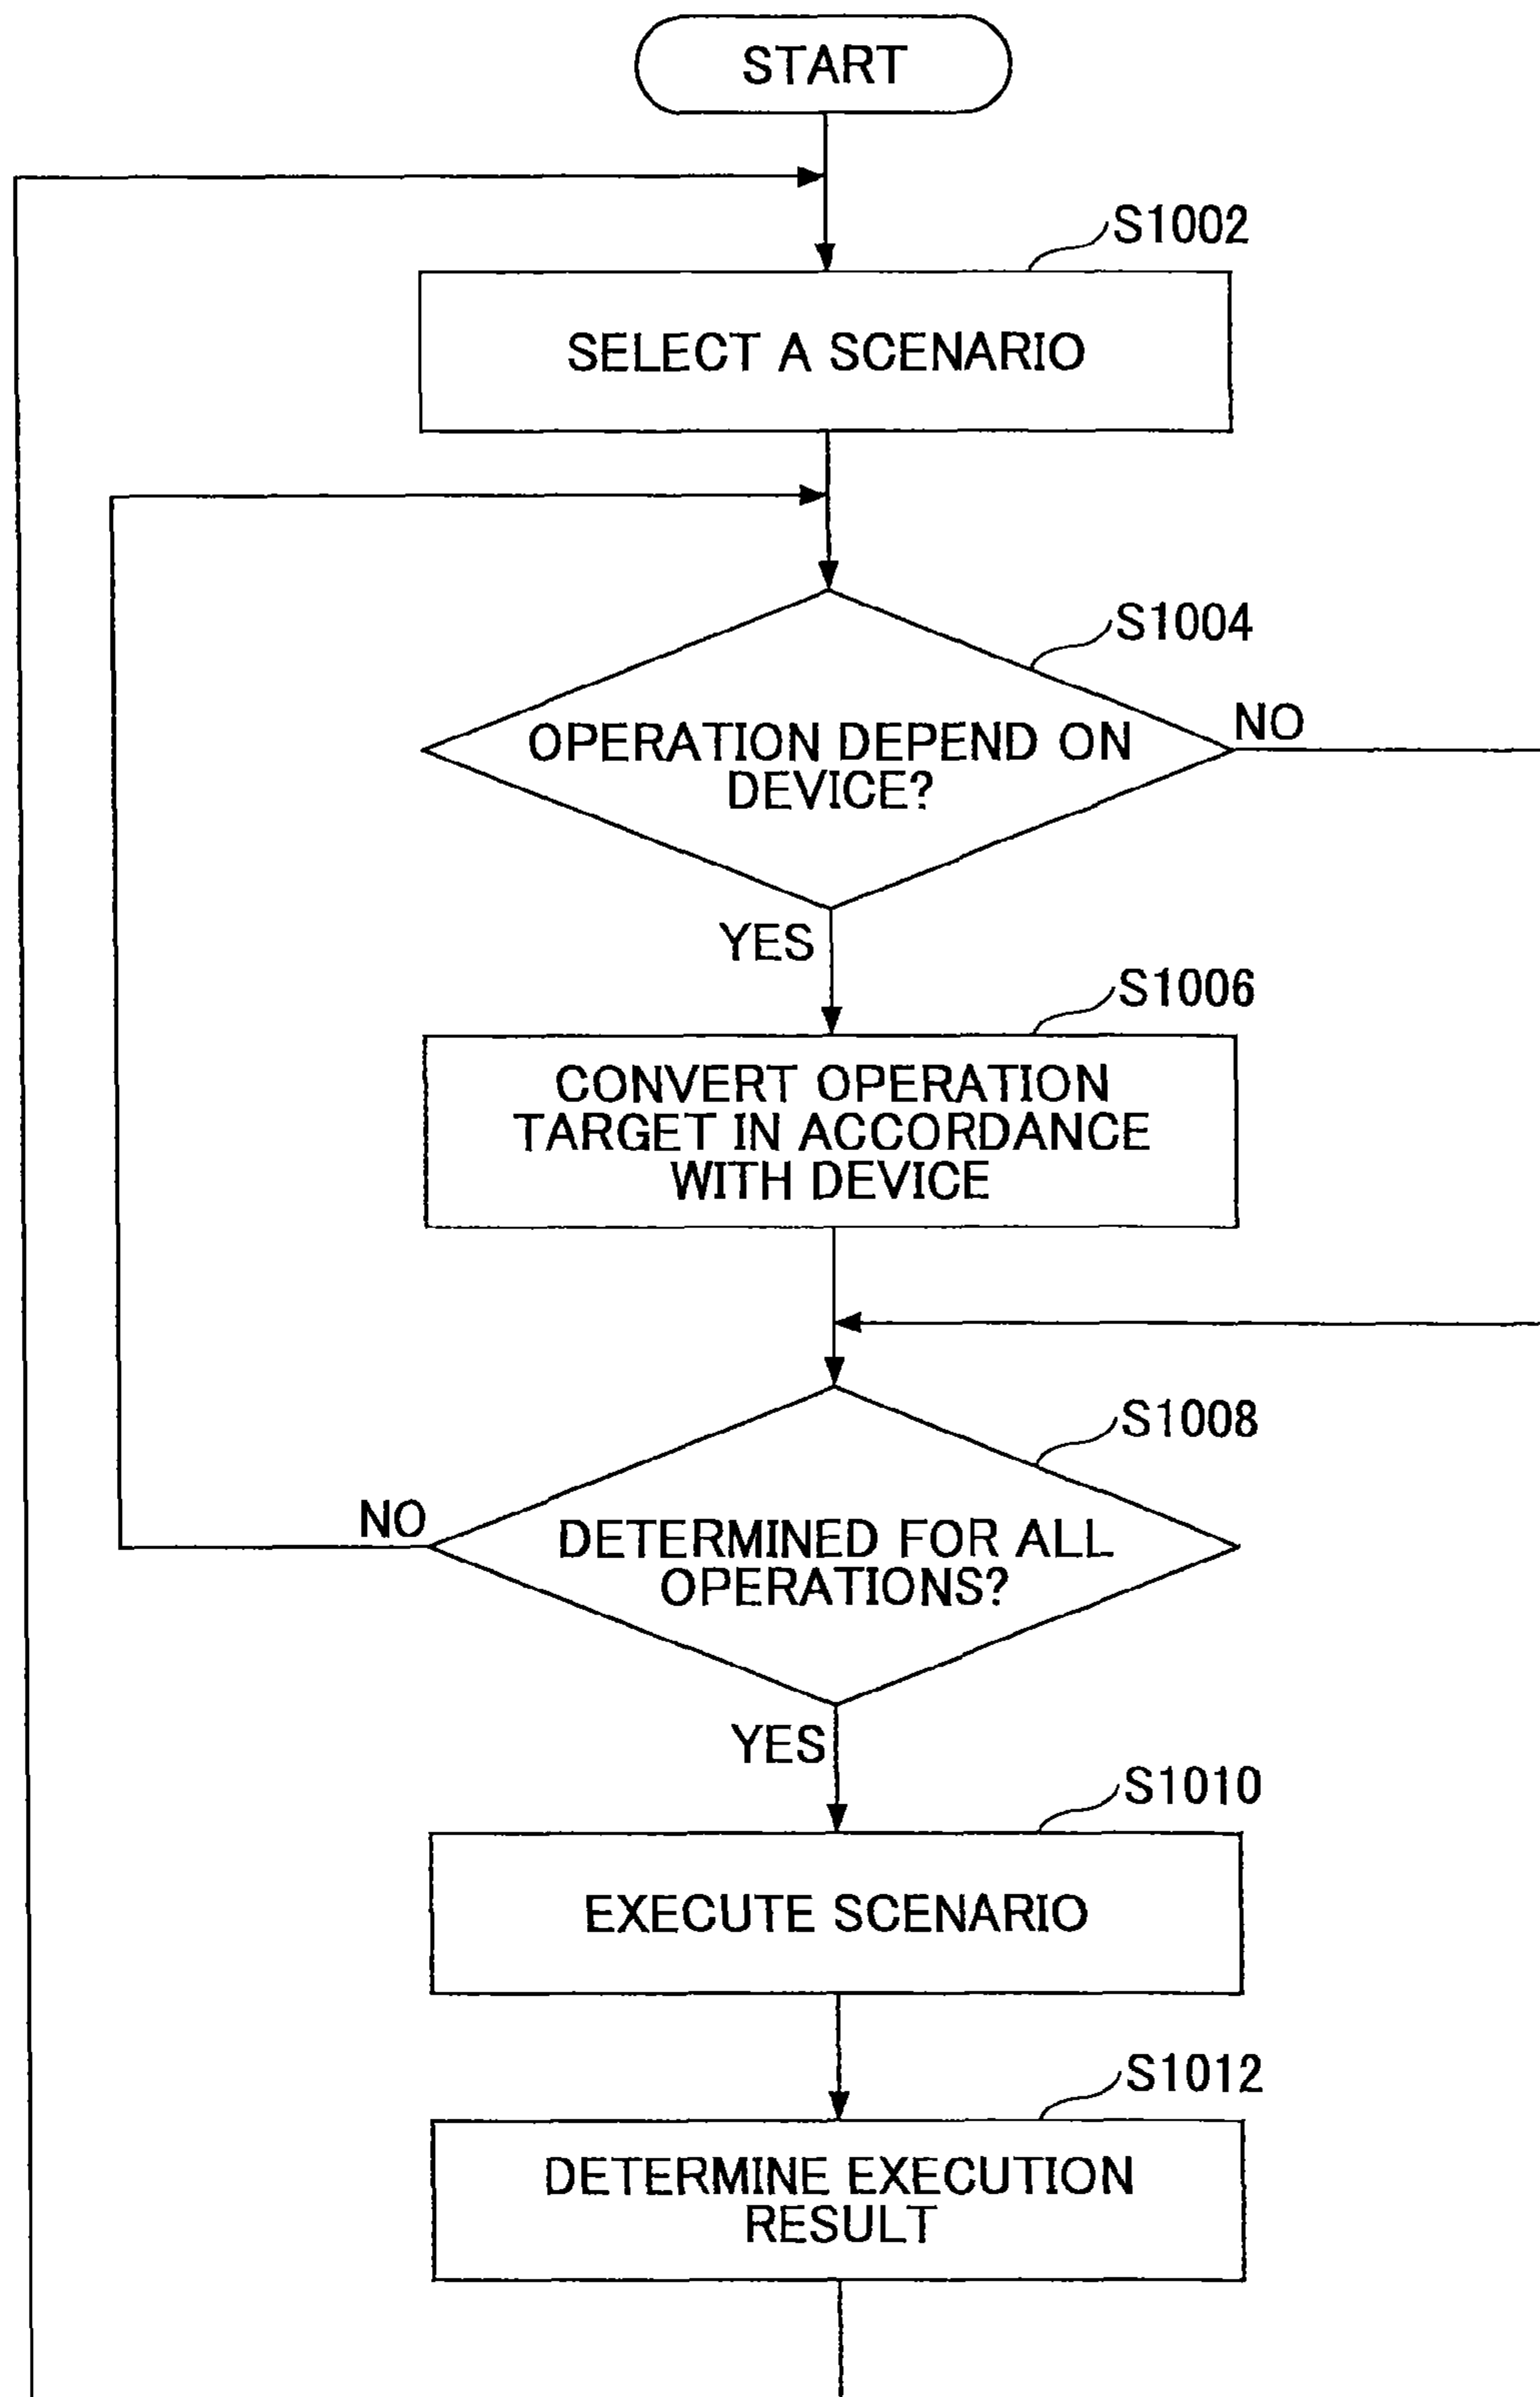 START
S1002
SELECT A SCENARIO
S1004
OPERATION DEPEND ON
DEVICE?
NO
YES
S1006
CONVERT OPERATION
TARGET IN ACCORDANCE
WITH DEVICE
S1008
NO
DETERMINED FOR ALL
OPERATIONS?
YES
S1010
EXECUTE SCENARIO
S1012
DETERMINE EXECUTION
RESULT